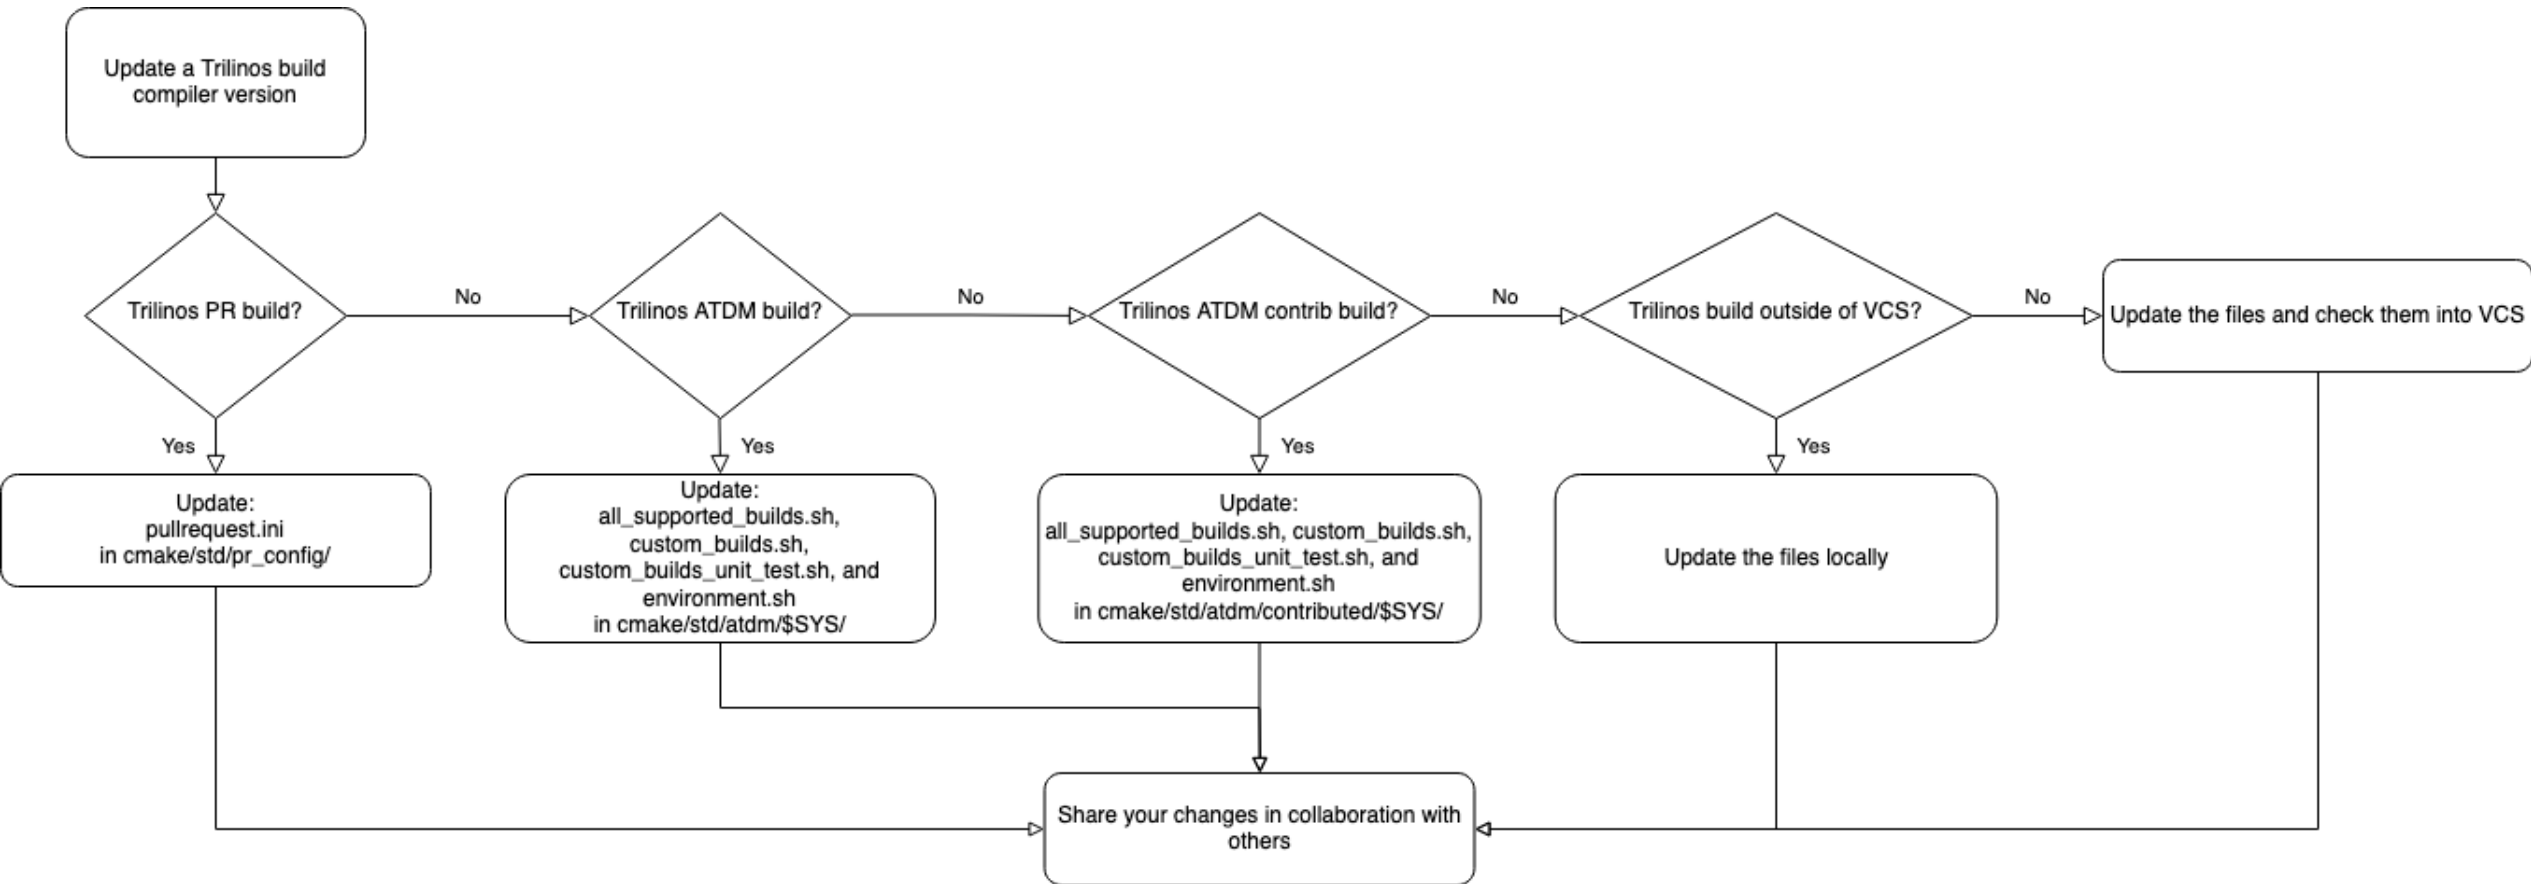 Update a Trilinos build
compiler version
Trilinos PR build?
No
Trilinos ATDM build?
No
Trilinos ATDM contrib build?
No
Trilinos build outside of VCS?
No
Update the files and check them into VCS
Yes
Yes
Yes
Yes
Update:
pullrequest.ini
in cmake/std/pr_config/
Update:
all_supported_builds.sh,
custom_builds.sh,
custom_builds_unit_test.sh, and
environment.sh
in cmake/std/atdm/$SYS/
Update:
all_supported_builds.sh, custom_builds.sh,
custom_builds_unit_test.sh, and
environment.sh
in cmake/std/atdm/contributed/$SYS/
Update the files locally
Share your changes in collaboration with
others